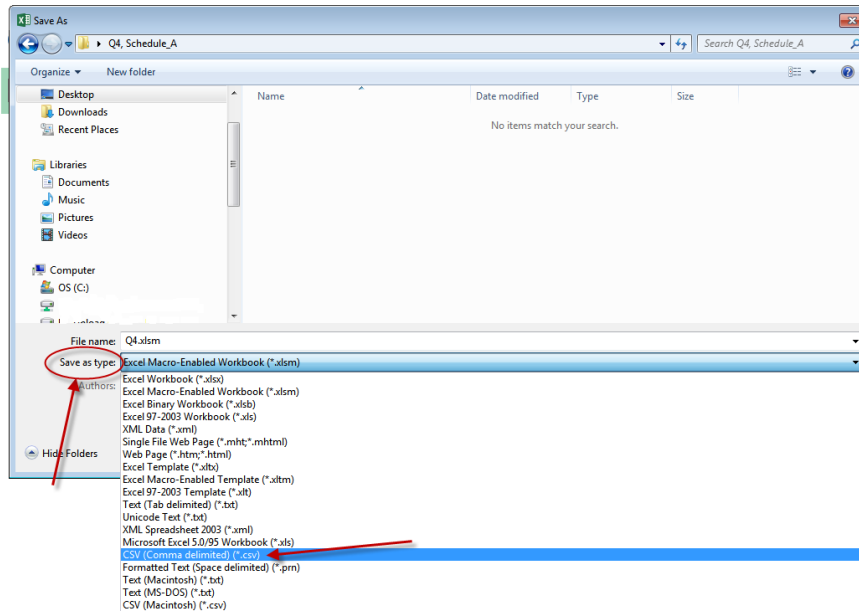 Save As
Q4, Schedule_A
Search Q4, Schedule_A
Organize
New folder
Name
Date modified
Type
Size
No items match your search.
Desktop
Downloads
Recent Places
Libraries
Documents
Music
Pictures
Videos
Computer
OS (C:)
File name: Q4.xlsm
Save as type: Excel Macro-Enabled Workbook (*.xlsm)
Authors:
Excel Workbook (*.xlsx)
Excel Macro-Enabled Workbook (*.xlsm)
Excel Binary Workbook (*.xlsb)
Excel 97-2003 Workbook (*.xls)
XML Data (*.xml)
Single File Web Page (*.mht;*.mhtml)
Web Page (*.htm;*.html)
Excel Template (*.xltx)
Excel Macro-Enabled Template (*.xltm)
Excel 97-2003 Template (*.xlt)
Text (Tab delimited) (*.txt)
Unicode Text (*.txt)
XML Spreadsheet 2003 (*.xml)
Microsoft Excel 5.0/95 Workbook (*.xls)
CSV (Comma delimited) (*.csv)
Formatted Text (Space delimited) (*.prn)
Text (Macintosh) (*.txt)
Text (MS-DOS) (*.txt)
CSV (Macintosh) (*.csv)
Hide Folders